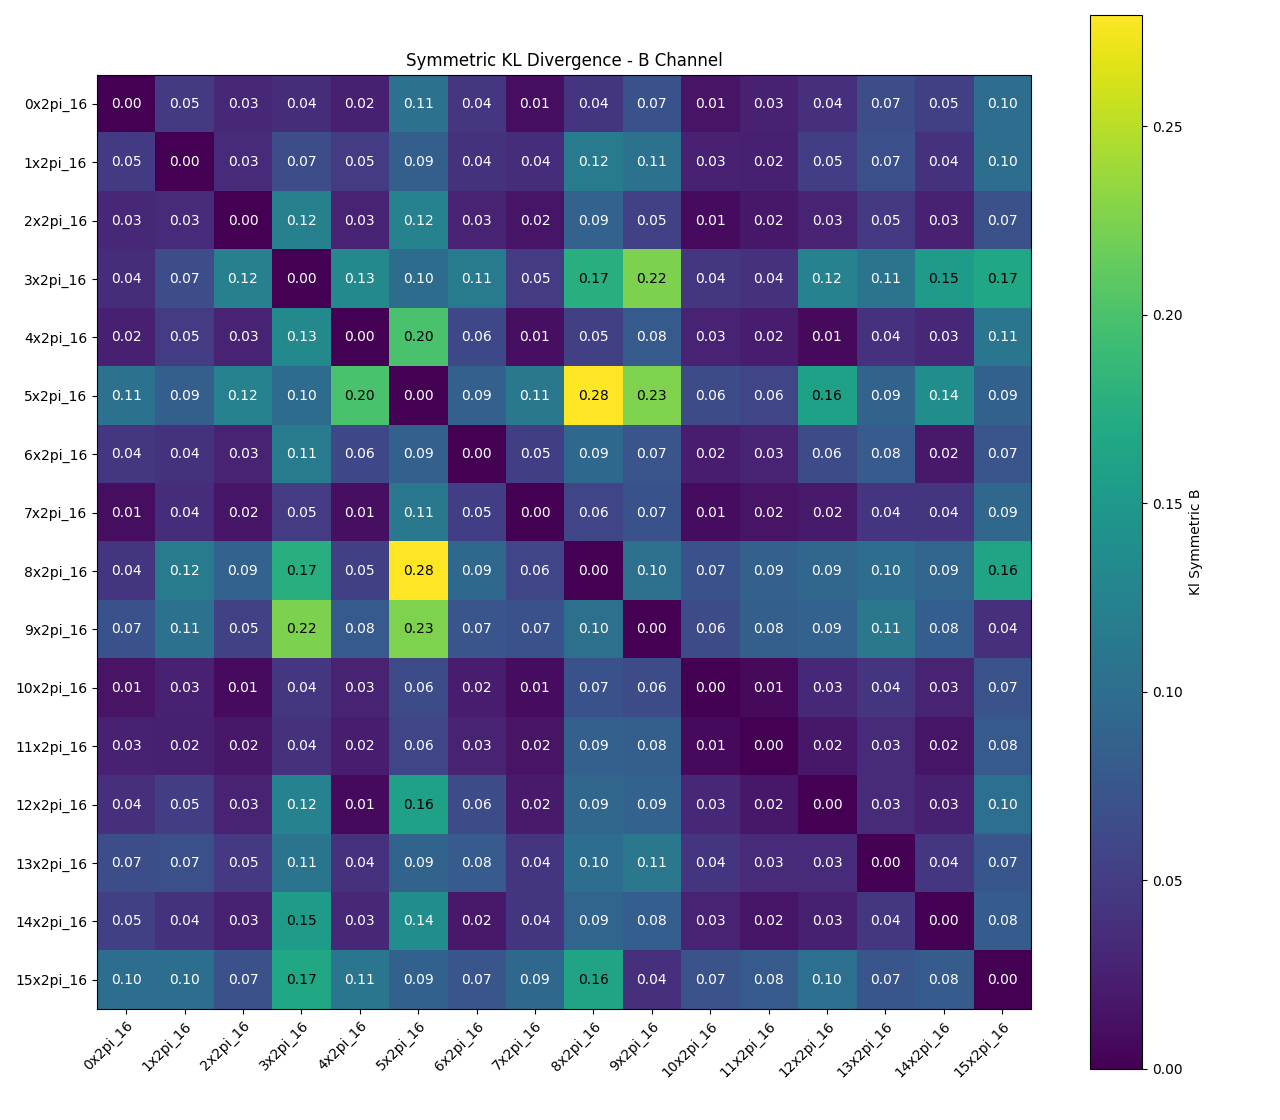 Symmetric KL Divergence - B Channel
0x2pi_16 0.00 0.05 0.03 0.04 0.02 0.11 0.04 0.01 0.04 0.07 0.01 0.03 0.04 0.07 0.05 0.10
1x2pi_16 0.05 0.00 0.03 0.07 0.05 0.09 0.04 0.04 0.12 0.11 0.03 0.02 0.05 0.07 0.04 0.10
2x2pi_16 0.03 0.03 0.00 0.12 0.03 0.12 0.03 0.02 0.09 0.05 0.01 0.02 0.03 0.05 0.03 0.07
3x2pi_16 0.04 0.07 0.12 0.00 0.13 0.10 0.11 0.05 0.17 0.22 0.04 0.04 0.12 0.11 0.15 0.17
4x2pi_16 0.02 0.05 0.03 0.13 0.00 0.20 0.06 0.01 0.05 0.08 0.03 0.02 0.01 0.04 0.03 0.11
5x2pi_16 0.11 0.09 0.12 0.10 0.20 0.00 0.09 0.11 0.28 0.23 0.06 0.06 0.16 0.09 0.14 0.09
6x2pi_16 0.04 0.04 0.03 0.11 0.06 0.09 0.00 0.05 0.09 0.07 0.02 0.03 0.06 0.08 0.02 0.07
7x2pi_16 0.01 0.04 0.02 0.05 0.01 0.11 0.05 0.00 0.06 0.07 0.01 0.02 0.02 0.04 0.04 0.09
8x2pi_16 0.04 0.12 0.09 0.17 0.05 0.28 0.09 0.06 0.00 0.10 0.07 0.09 0.09 0.10 0.09 0.16
9x2pi_16 0.07 0.11 0.05 0.22 0.08 0.23 0.07 0.07 0.10 0.00 0.06 0.08 0.09 0.11 0.08 0.04
10x2pi_16 0.01 0.03 0.01 0.04 0.03 0.06 0.02 0.01 0.07 0.06 0.00 0.01 0.03 0.04 0.03 0.07
11x2pi_16 0.03 0.02 0.02 0.04 0.02 0.06 0.03 0.02 0.09 0.08 0.01 0.00 0.02 0.03 0.02 0.08
12x2pi_16 0.04 0.05 0.03 0.12 0.01 0.16 0.06 0.02 0.09 0.09 0.03 0.02 0.00 0.03 0.03 0.10
13x2pi_16 0.07 0.07 0.05 0.11 0.04 0.09 0.08 0.04 0.10 0.11 0.04 0.03 0.03 0.00 0.04 0.07
14x2pi_16 0.05 0.04 0.03 0.15 0.03 0.14 0.02 0.04 0.09 0.08 0.03 0.02 0.03 0.04 0.00 0.08
15x2pi_16 0.10 0.10 0.07 0.17 0.11 0.09 0.07 0.09 0.16 0.04 0.07 0.08 0.10 0.07 0.08 0.00
0x2pi_16 1x2pi_16 2x2pi_16 3x2pi_16 4x2pi_16 5x2pi_16 6x2pi_16 7x2pi_16 8x2pi_16 9x2pi_16 10x2pi_16 11x2pi_16 12x2pi_16 13x2pi_16 14x2pi_16 15x2pi_16
0.25
0.20
0.15
0.10
0.05
0.00
Kl Symmetric B